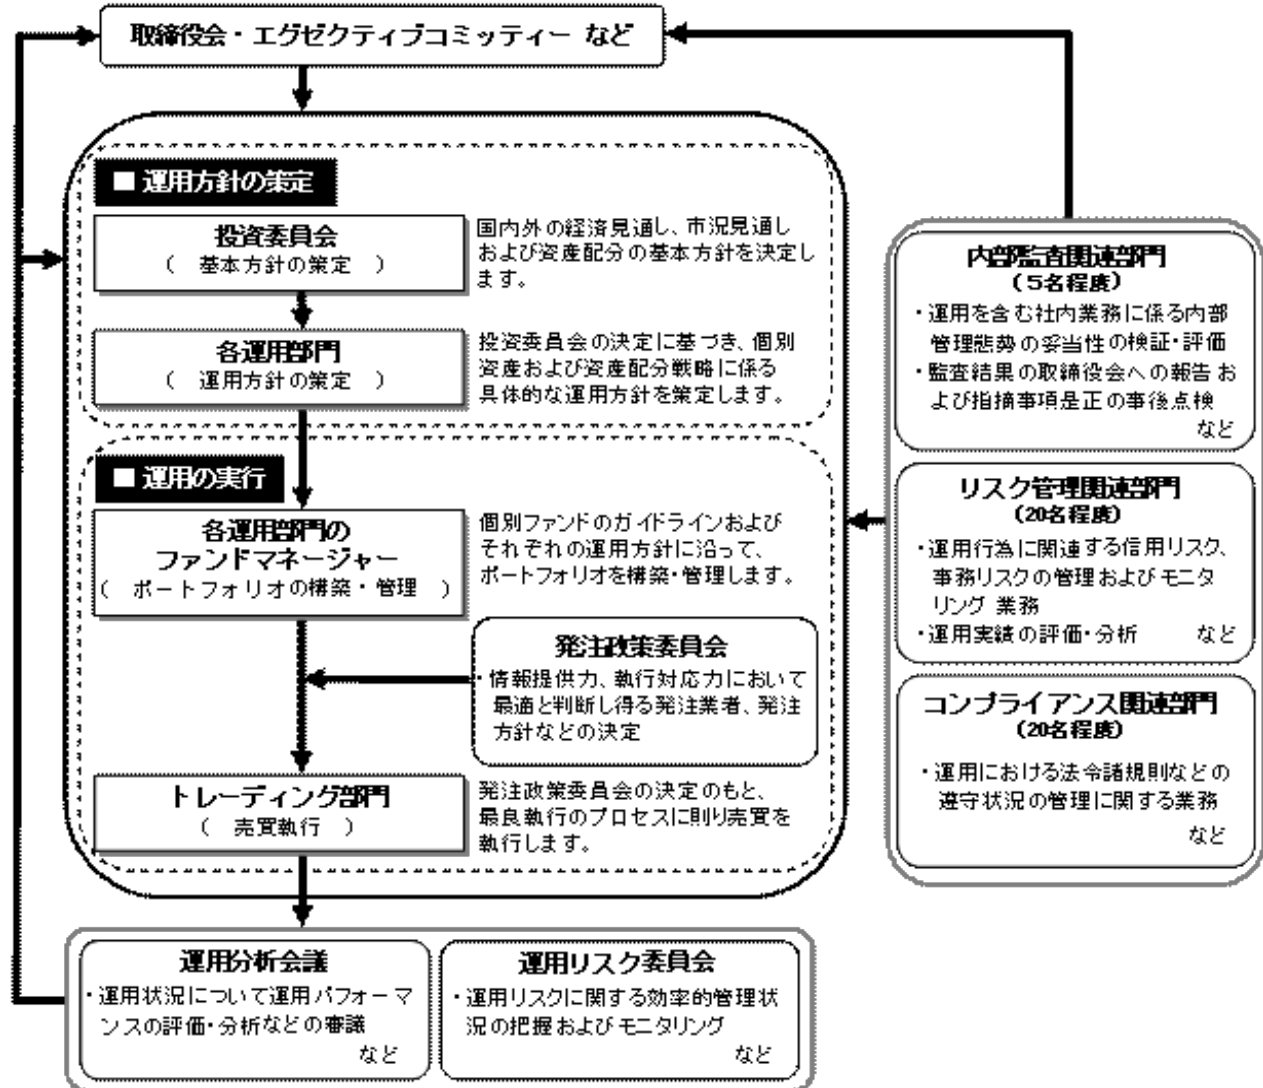 取締役会・エグゼクティブコミッティー など
■ 運用方針の策定
投資委員会
( 基本方針の策定 )
国内外の経済見通し、市況見通し
および資産配分の基本方針を決定し
ます。
各運用部門
( 運用方針の策定 )
投資委員会の決定に基づき、個別
資産および資産配分戦略に係る
具体的な運用方針を策定します。
■ 運用の実行
各運用部門の
ファンドマネージャー
( ポートフォリオの構築・管理 )
個別ファンドのガイドラインおよび
それぞれの運用方針に沿って、
ポートフォリオを構築・管理します。
発注政策委員会
・情報提供力、執行対応力において
最適と判断し得る発注業者、発注
方針などの決定
トレーディング部門
( 売買執行 )
発注政策委員会の決定のもと、
最良執行のプロセスに則り売買を
執行します。
内部監査関連部門
(5名程度)
・運用を含む社内業務に係る内部
管理態勢の妥当性の検証・評価
・監査結果の取締役会への報告お
よび指摘事項是正の事後点検
など
リスク管理関連部門
(20名程度)
・運用行為に関連する信用リスク、
事務リスクの管理およびモニタ
リング 業務
・運用実績の評価・分析 など
コンプライアンス関連部門
(20名程度)
・運用における法令諸規則などの
遵守状況の管理に関する業務
など
運用分析会議
・運用状況について運用パフォーマ
ンスの評価・分析などの審議
など
運用リスク委員会
・運用リスクに関する効率的管理状
況の把握およびモニタリング
など